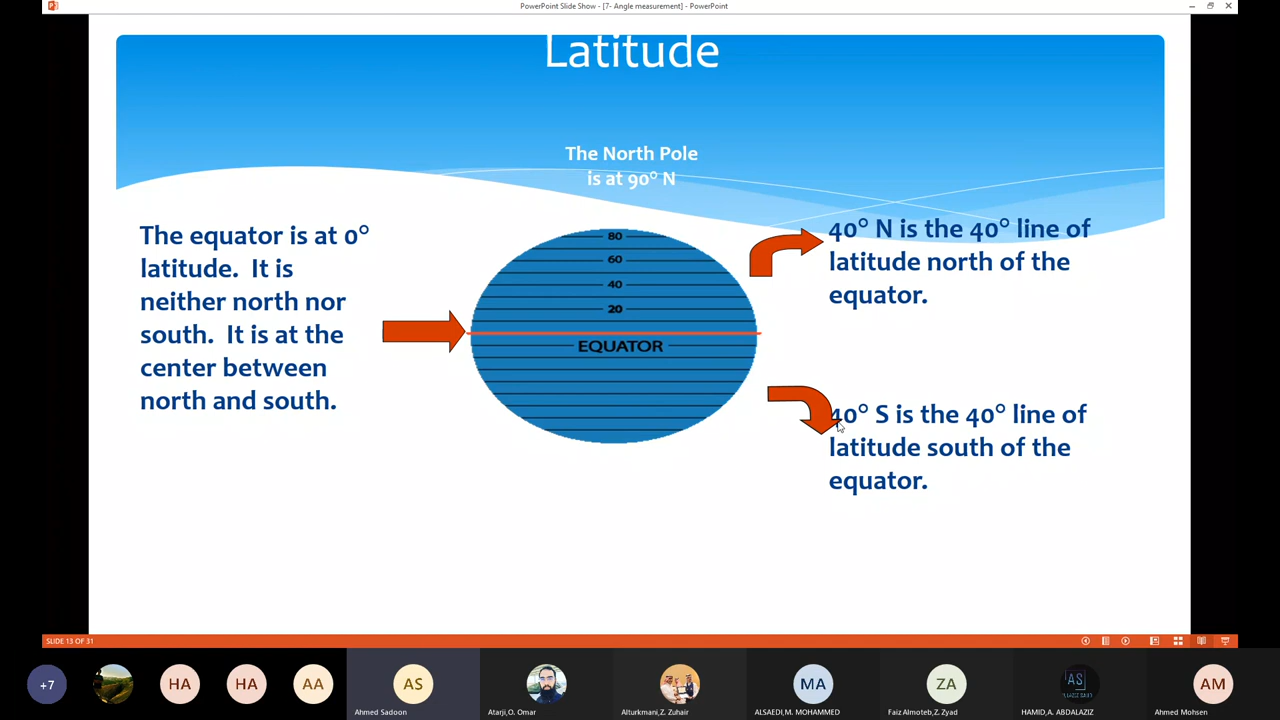 PowerPoint Slide Show - [7- Angle measurement] - PowerPoint
Latitude
The North Pole
is at 90° N
The equator is at 0°
latitude. It is
neither north nor
south. It is at the
center between
north and south.
80
60
40
20
EQUATOR
40° N is the 40° line of
latitude north of the
equator.
40° S is the 40° line of
latitude south of the
equator.
SLIDE 13 OF 31
+7
HA
HA
AA
AS
Ahmed Sadoon
Atarji,O. Omar
Alturkmani,Z. Zuhair
MA
ALSAEDI,M. MOHAMMED
ZA
Faiz Almoteb,Z. Zyad
AS
HAMID,A. ABDALAZIZ
AM
Ahmed Mohsen